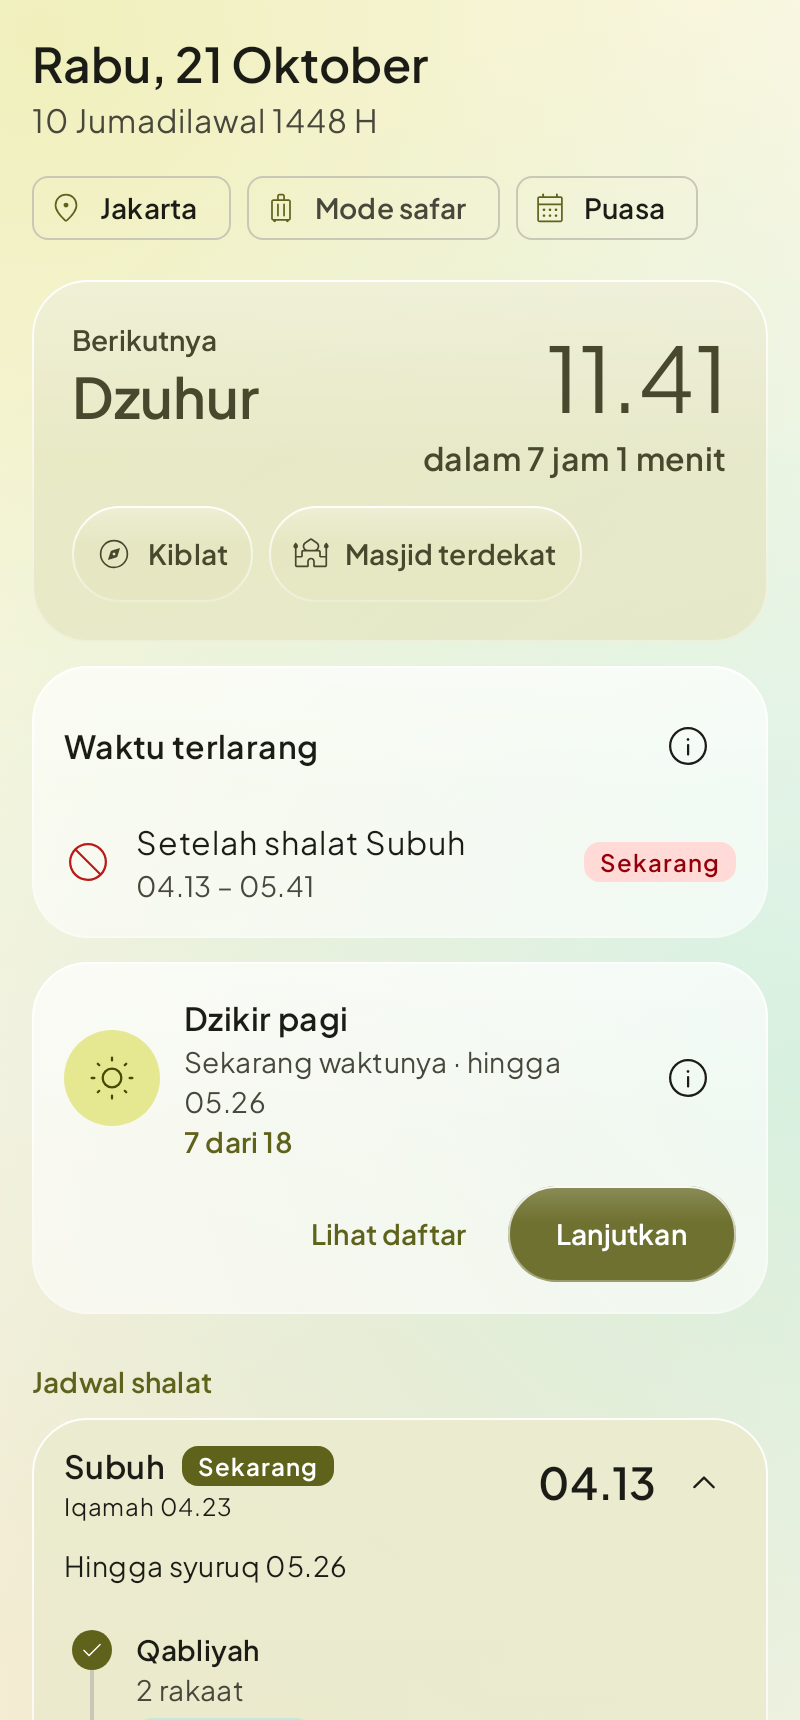 Rabu, 21 Oktober
10 Jumadilawal 1448 H
Jakarta
Mode safar
Puasa
Berikutnya
Dzuhur
11.41
dalam 7 jam 1 menit
Kiblat
Masjid terdekat
Waktu terlarang
Setelah shalat Subuh
04.13 – 05.41
Sekarang
Dzikir pagi
Sekarang waktunya · hingga
05.26
7 dari 18
Lihat daftar
Lanjutkan
Jadwal shalat
Subuh
Sekarang
04.13
Iqamah 04.23
Hingga syuruq 05.26
Qabliyah
2 rakaat